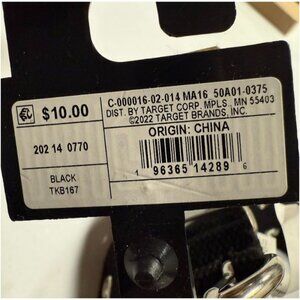 C-000016-02-014 MA16 50A01-0375
DIST. BY TARGET CORP. MPLS., MN 55403
©2022 TARGET BRANDS, INC.
$10.00
ORIGIN: CHINA
202 14 0770
1 96365 14289 6
BLACK
TKB167